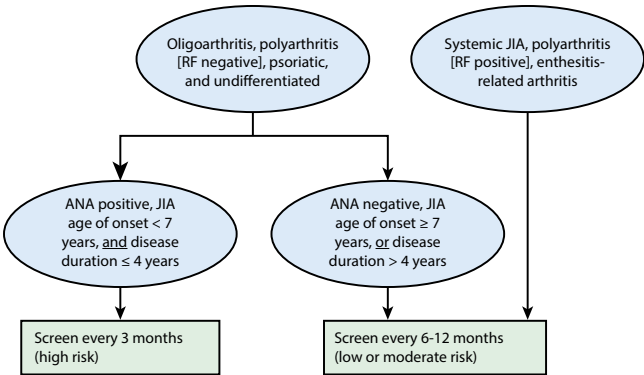 Oligoarthritis, polyarthritis
[RF negative], psoriatic,
and undifferentiated
Systemic JIA, polyarthritis
[RF positive], enthesitis-
related arthritis
ANA positive, JIA
age of onset < 7
years, and disease
duration ≤ 4 years
ANA negative, JIA
age of onset ≥ 7
years, or disease
duration > 4 years
Screen every 3 months
(high risk)
Screen every 6-12 months
(low or moderate risk)